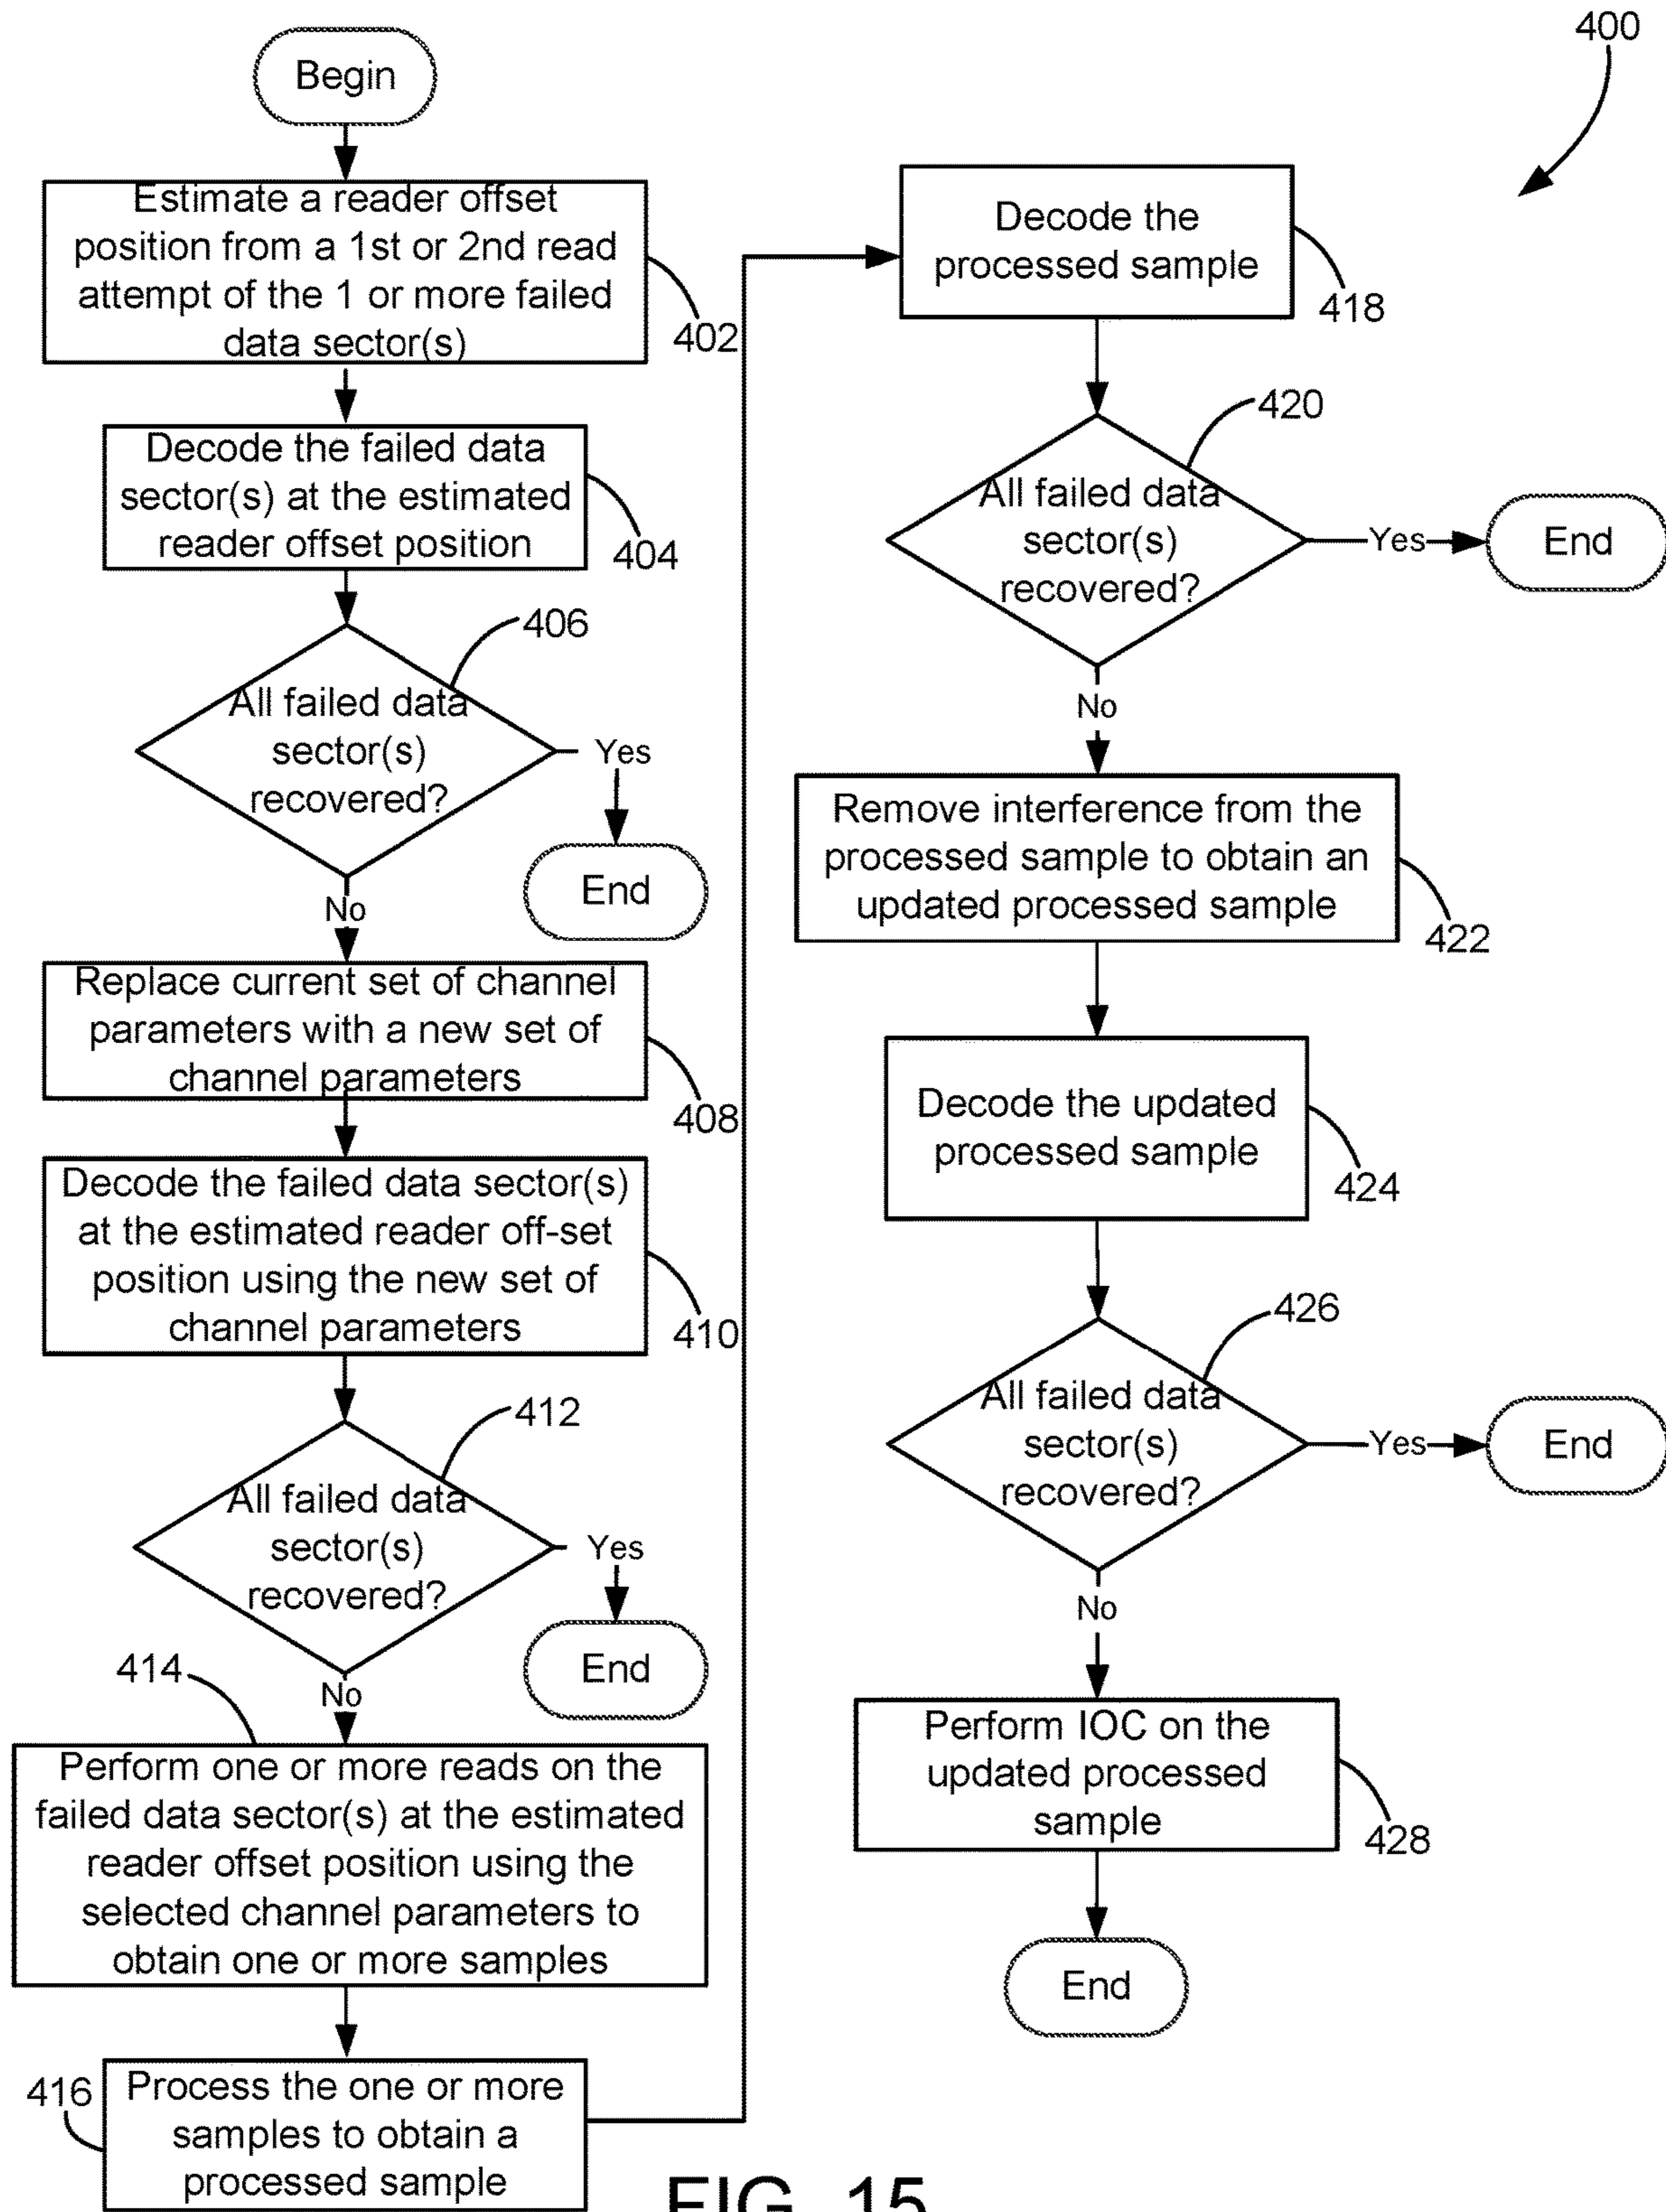 400
Begin
Estimate a reader offset
position from a 1st or 2nd read
attempt of the 1 or more failed
data sector(s)
402
Decode the failed data
sector(s) at the estimated
reader offset position
404
406
All failed data
sector(s)
recovered?
Yes
End
No
Replace current set of channel
parameters with a new set of
channel parameters
408
Decode the failed data sector(s)
at the estimated reader off-set
position using the new set of
channel parameters
410
412
All failed data
sector(s)
recovered?
Yes
End
No
414
Perform one or more reads on the
failed data sector(s) at the estimated
reader offset position using the
selected channel parameters to
obtain one or more samples
416
Process the one or more
samples to obtain a
processed sample
Decode the
processed sample
418
420
All failed data
sector(s)
recovered?
Yes
End
No
Remove interference from the
processed sample to obtain an
updated processed sample
422
Decode the updated
processed sample
424
426
All failed data
sector(s)
recovered?
Yes
End
No
Perform IOC on the
updated processed
sample
428
End
FIG. 15